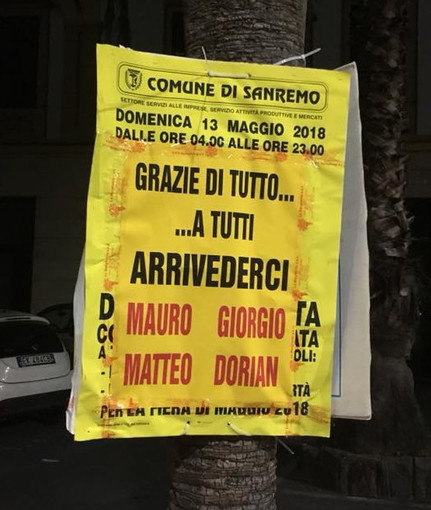 COMUNE DI SANREMO
SETTORE SERVIZI ALLE IMPRESE, SERVIZIO ATTIVITÀ PRODUTTIVE E MERCATI
DOMENICA 13 MAGGIO 2018
DALLE ORE 04.00 ALLE ORE 23.00
GRAZIE DI TUTTO...
...A TUTTI
ARRIVEDERCI
MAURO GIORGIO
MATTEO DORIAN
PER LA FIERA DI MAGGIO 2018